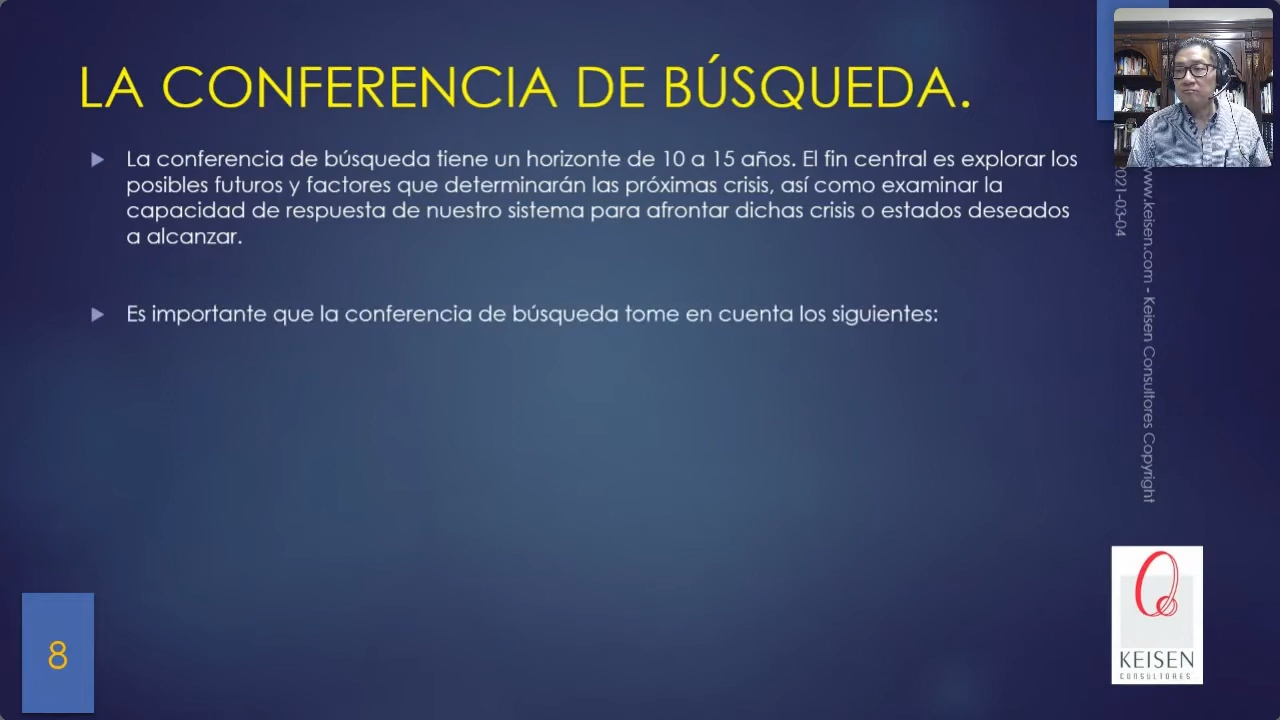 LA CONFERENCIA DE BÚSQUEDA.
La conferencia de búsqueda tiene un horizonte de 10 a 15 años. El fin central es explorar los
posibles futuros y factores que determinarán las próximas crisis, así como examinar la
capacidad de respuesta de nuestro sistema para afrontar dichas crisis o estados deseados
a alcanzar.
Es importante que la conferencia de búsqueda tome en cuenta los siguientes:
www.keisen.com - Keisen Consultores Copyright
2021-03-04
KEISEN
CONSULTORES
8